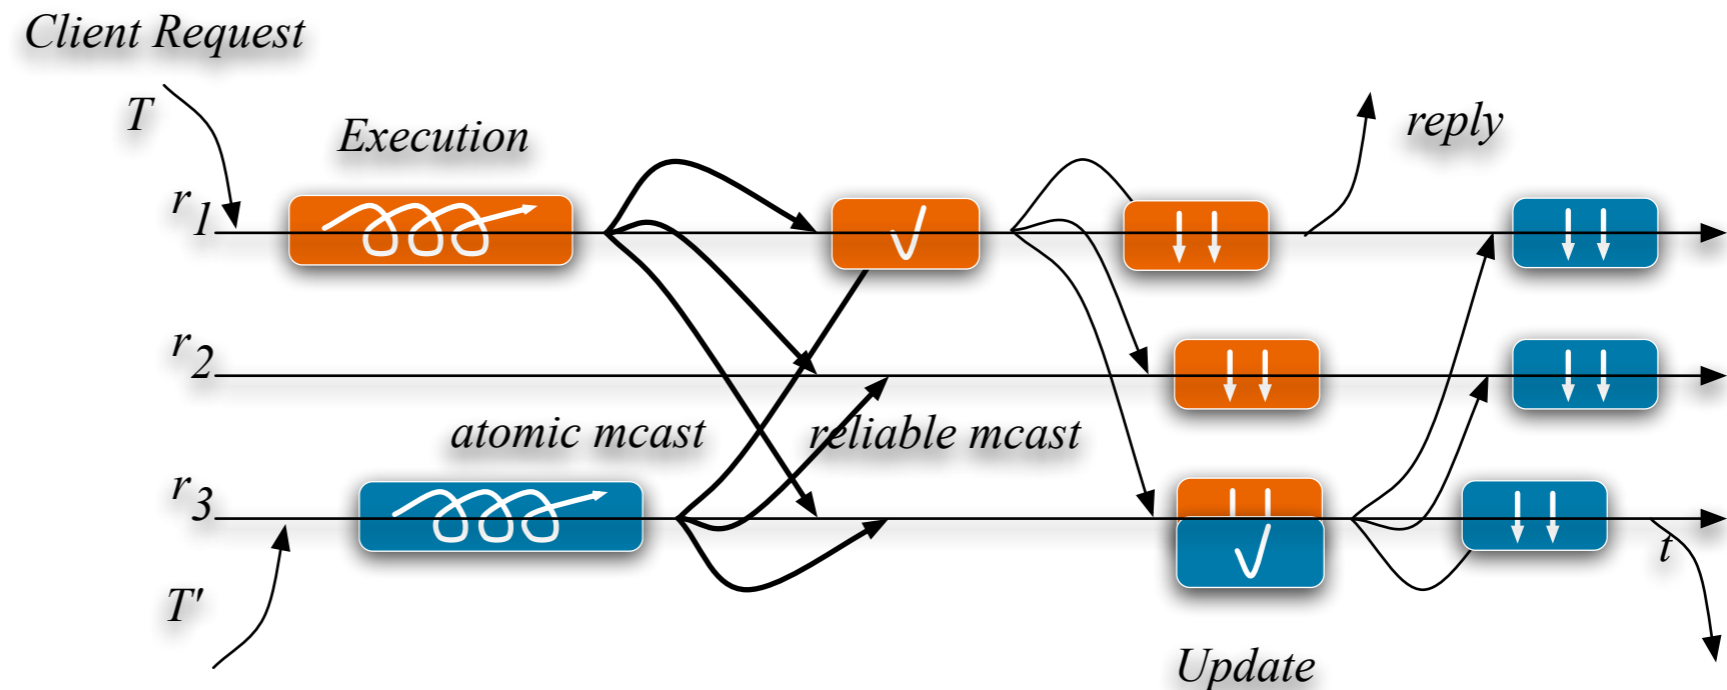 Client Request
T
Execution
reply
r1
r2
atomic mcast
reliable mcast
r3
t
T'
Update